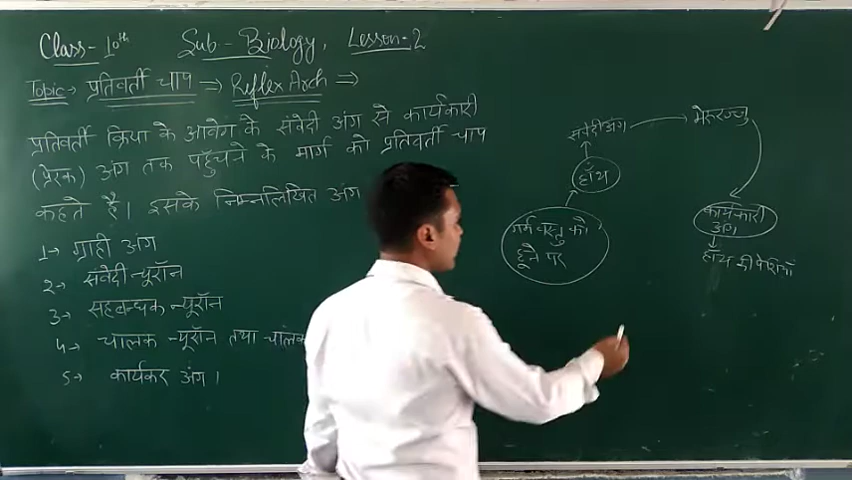 Class- 10th Sub- Biology, Lesson-2
Topic- प्रतिवर्ती चाप ⇒ Reflex Arch ⇒
प्रतिवर्ती क्रिया के आवेग के संवेदी अंग से कार्यकारी
(प्रेरक) अंग तक पहुँचने के मार्ग को प्रतिवर्ती चाप
कहते है। इसके निम्नलिखित अंग
1→ ग्राही अंग
2→ संवेदी न्यूरॉन
3→ सहबन्धक न्यूरॉन
4→ चालक न्यूरॉन तथा चालक
5→ कार्यकर अंग।
गर्म वस्तु को
छूने पर
हाँथ
संवेदी अंग
मेरूरज्जु
कार्यकारी
अंग
हाँथ की पेशियाँ